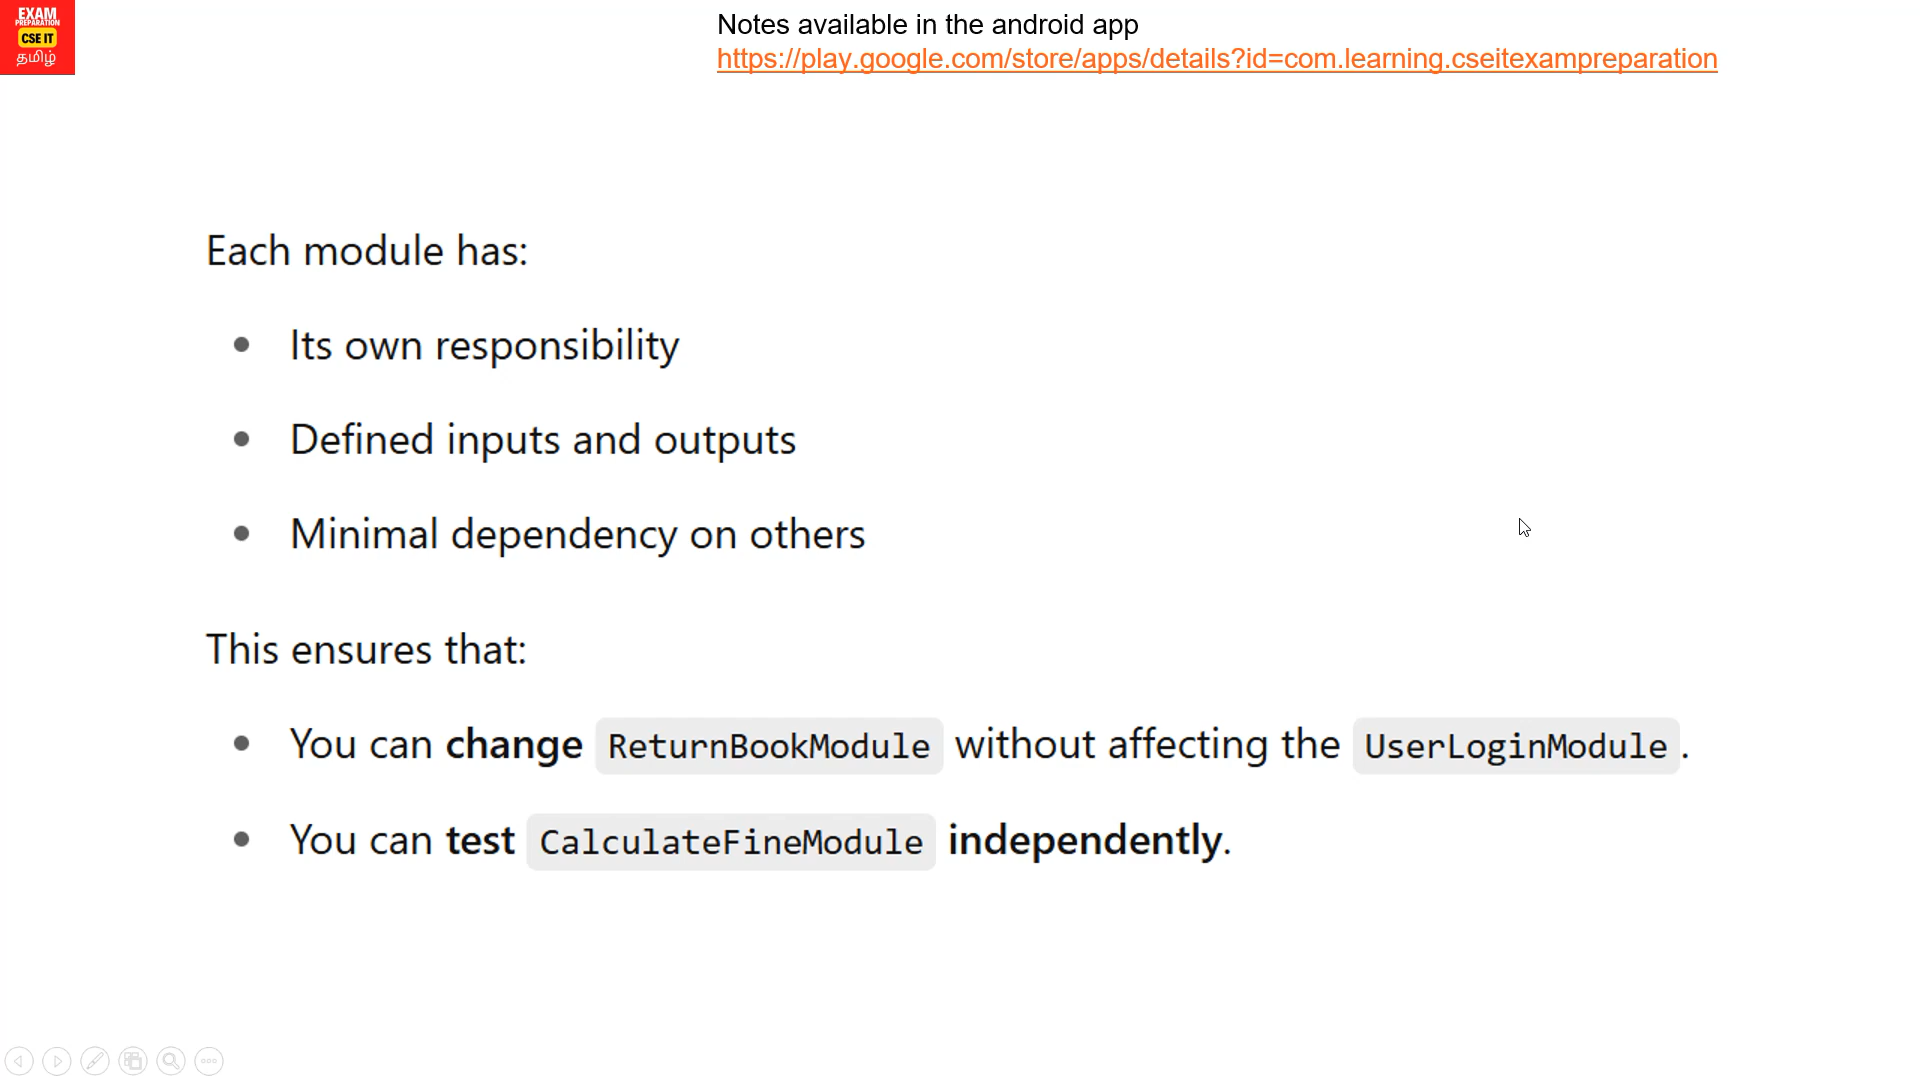 EXAM
PREPARATION
CSE IT
தமிழ்
Notes available in the android app
https://play.google.com/store/apps/details?id=com.learning.cseitexampreparation
Each module has:
• Its own responsibility
• Defined inputs and outputs
• Minimal dependency on others
This ensures that:
• You can change ReturnBookModule without affecting the UserLoginModule.
• You can test CalculateFineModule independently.